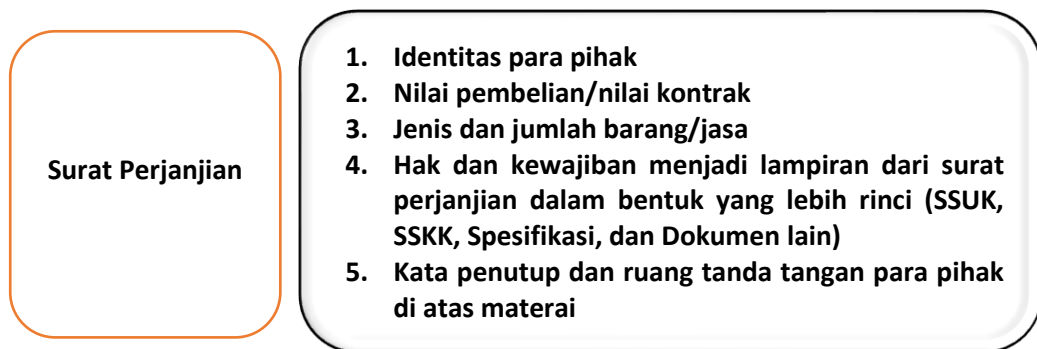 Surat Perjanjian
1. Identitas para pihak
2. Nilai pembelian/nilai kontrak
3. Jenis dan jumlah barang/jasa
4. Hak dan kewajiban menjadi lampiran dari surat
perjanjian dalam bentuk yang lebih rinci (SSUK,
SSKK, Spesifikasi, dan Dokumen lain)
5. Kata penutup dan ruang tanda tangan para pihak
di atas materai